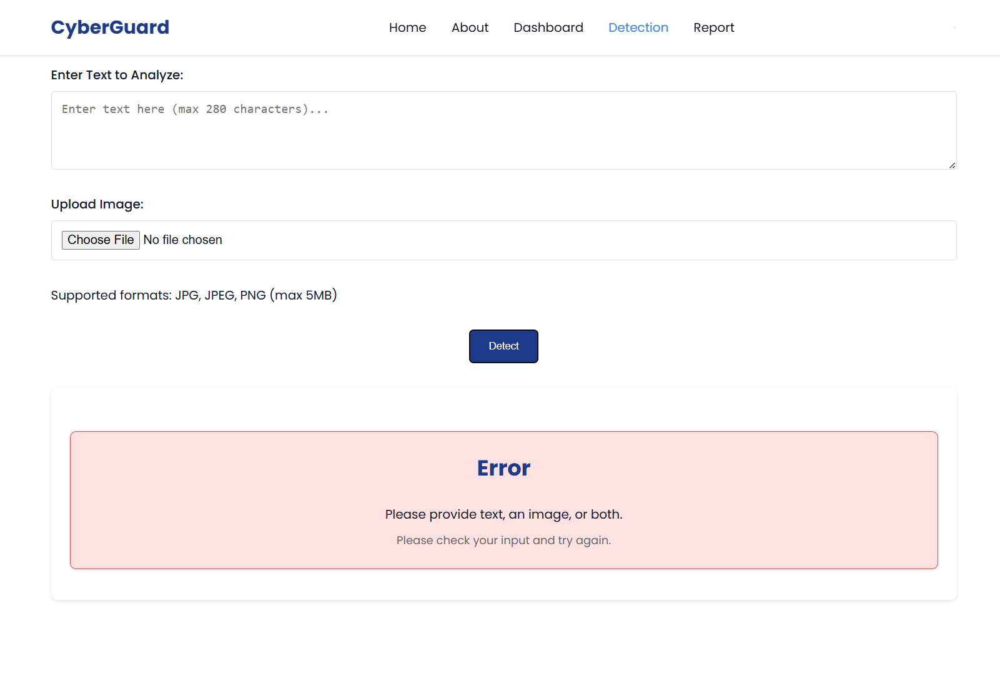 CyberGuard
Home About Dashboard Detection Report
Enter Text to Analyze:
Enter text here (max 280 characters)...
Upload Image:
Choose File No file chosen
Supported formats: JPG, JPEG, PNG (max 5MB)
Detect
Error
Please provide text, an image, or both.
Please check your input and try again.